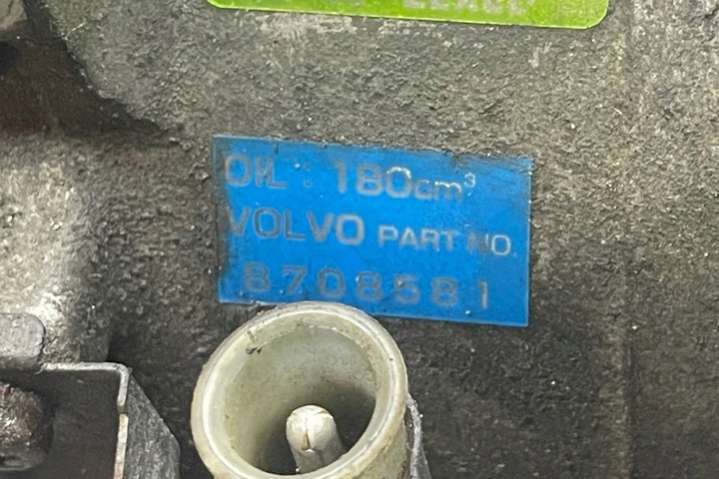 OIL : 180cm³
VOLVO PART NO.
8708581